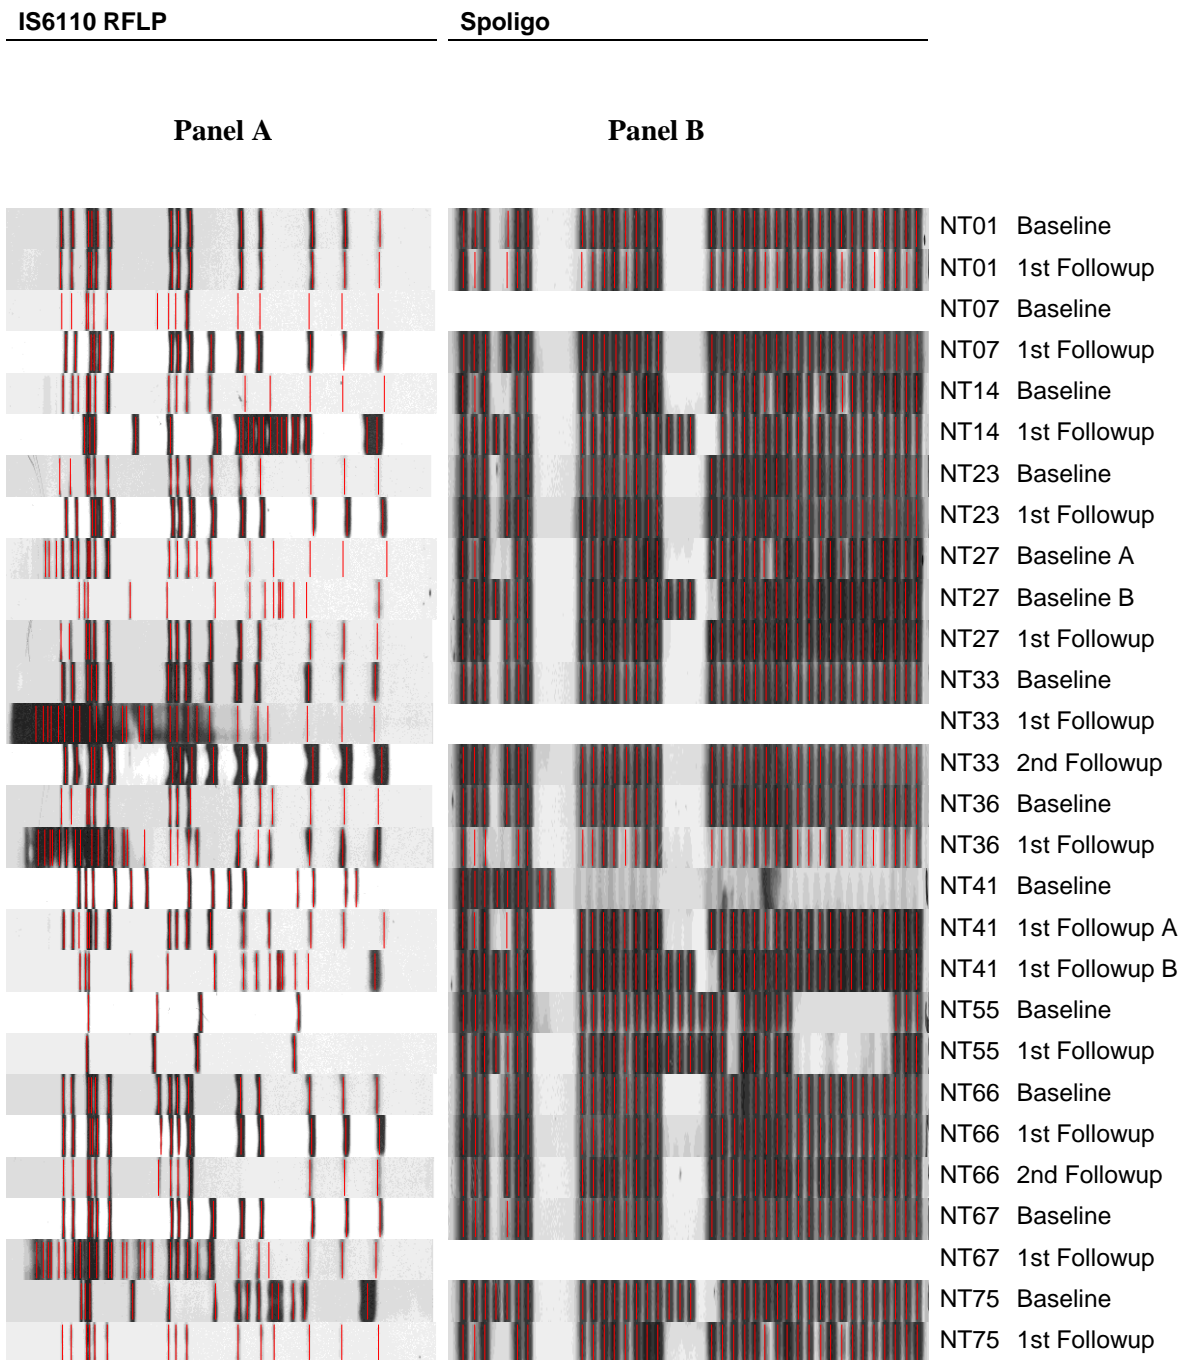 IS6110 RFLP Spoligo
Panel A Panel B
NT01 Baseline
NT01 1st Followup
NT07 Baseline
NT07 1st Followup
NT14 Baseline
NT14 1st Followup
NT23 Baseline
NT23 1st Followup
NT27 Baseline A
NT27 Baseline B
NT27 1st Followup
NT33 Baseline
NT33 1st Followup
NT33 2nd Followup
NT36 Baseline
NT36 1st Followup
NT41 Baseline
NT41 1st Followup A
NT41 1st Followup B
NT55 Baseline
NT55 1st Followup
NT66 Baseline
NT66 1st Followup
NT66 2nd Followup
NT67 Baseline
NT67 1st Followup
NT75 Baseline
NT75 1st Followup